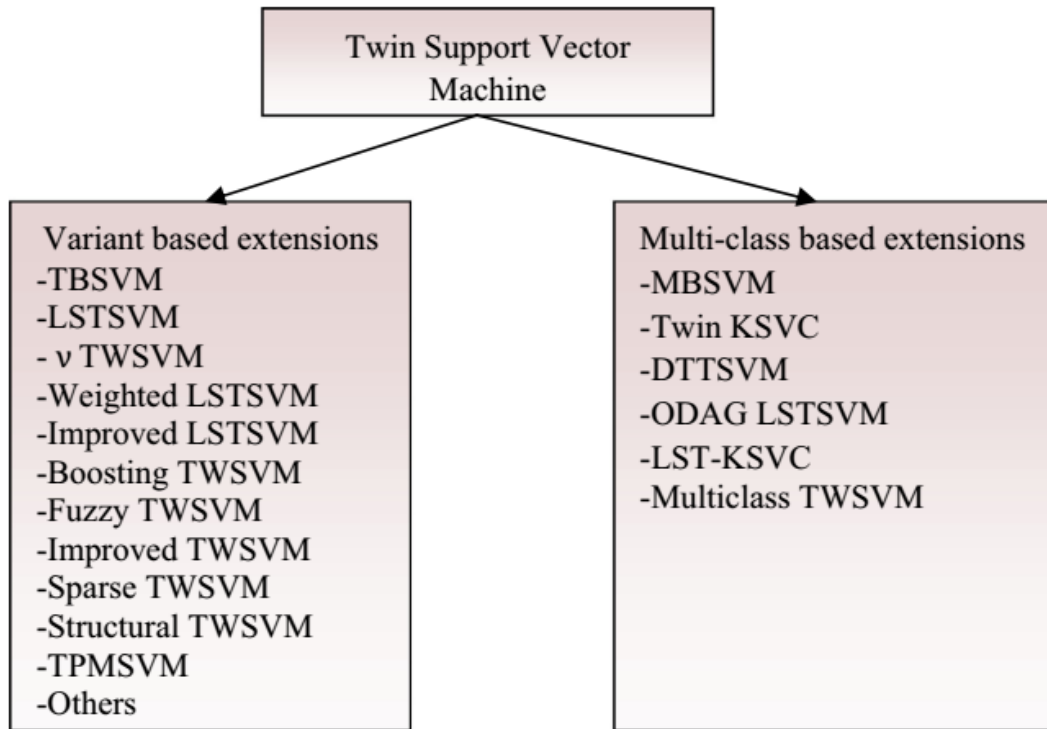 Twin Support Vector
Machine
Variant based extensions
-TBSVM
-LSTSVM
- ν TWSVM
-Weighted LSTSVM
-Improved LSTSVM
-Boosting TWSVM
-Fuzzy TWSVM
-Improved TWSVM
-Sparse TWSVM
-Structural TWSVM
-TPMSVM
-Others
Multi-class based extensions
-MBSVM
-Twin KSVC
-DTTSVM
-ODAG LSTSVM
-LST-KSVC
-Multiclass TWSVM